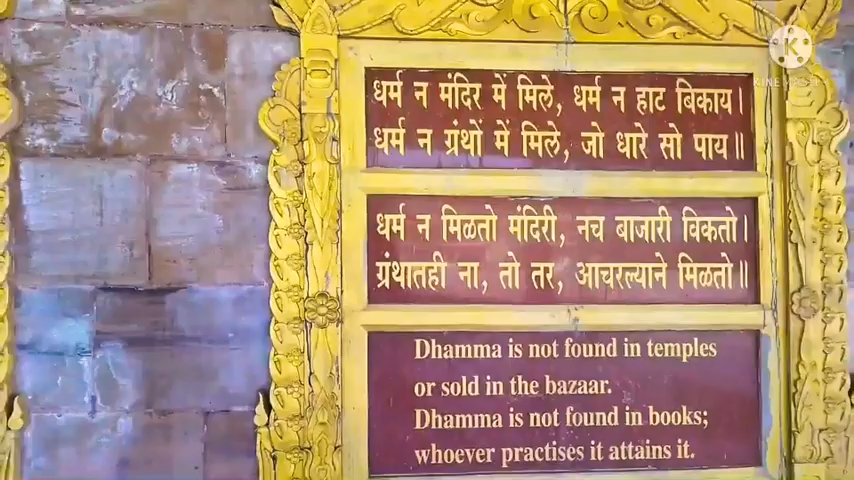 KINEMASTER
धर्म न मंदिर में मिले, धर्म न हाट बिकाय ।
धर्म न ग्रंथों में मिले, जो धारे सो पाय ॥
धर्म न मिळतो मंदिरी, नच बाजारी विकतो ।
ग्रंथातही ना, तो तर, आचरल्याने मिळतो ॥
Dhamma is not found in temples
or sold in the bazaar.
Dhamma is not found in books;
whoever practises it attains it.